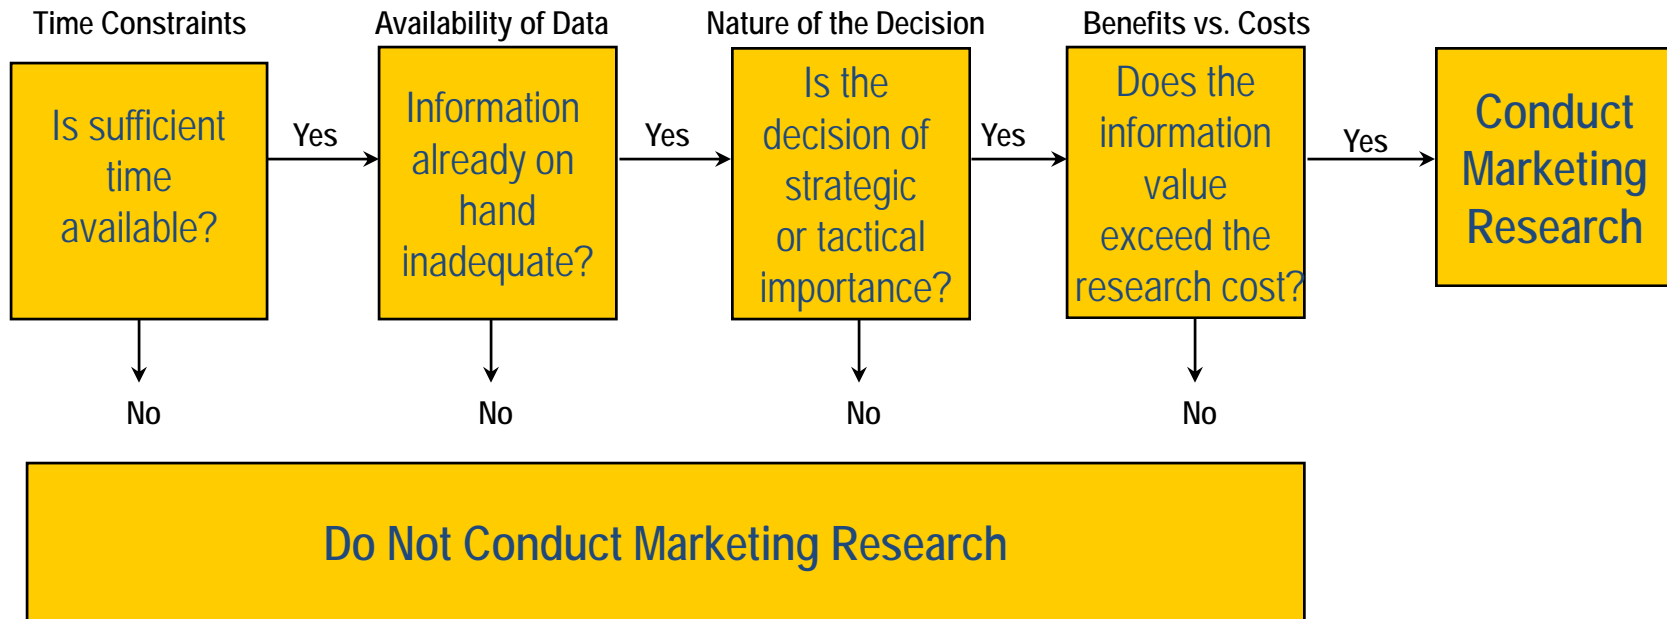 Time Constraints
Availability of Data
Nature of the Decision
Benefits vs. Costs
Is sufficient
time
available?
Yes
Information
already on
hand
inadequate?
Yes
Is the
decision of
strategic
or tactical
importance?
Yes
Does the
information
value
exceed the
research cost?
Yes
Conduct
Marketing
Research
No
No
No
No
Do Not Conduct Marketing Research